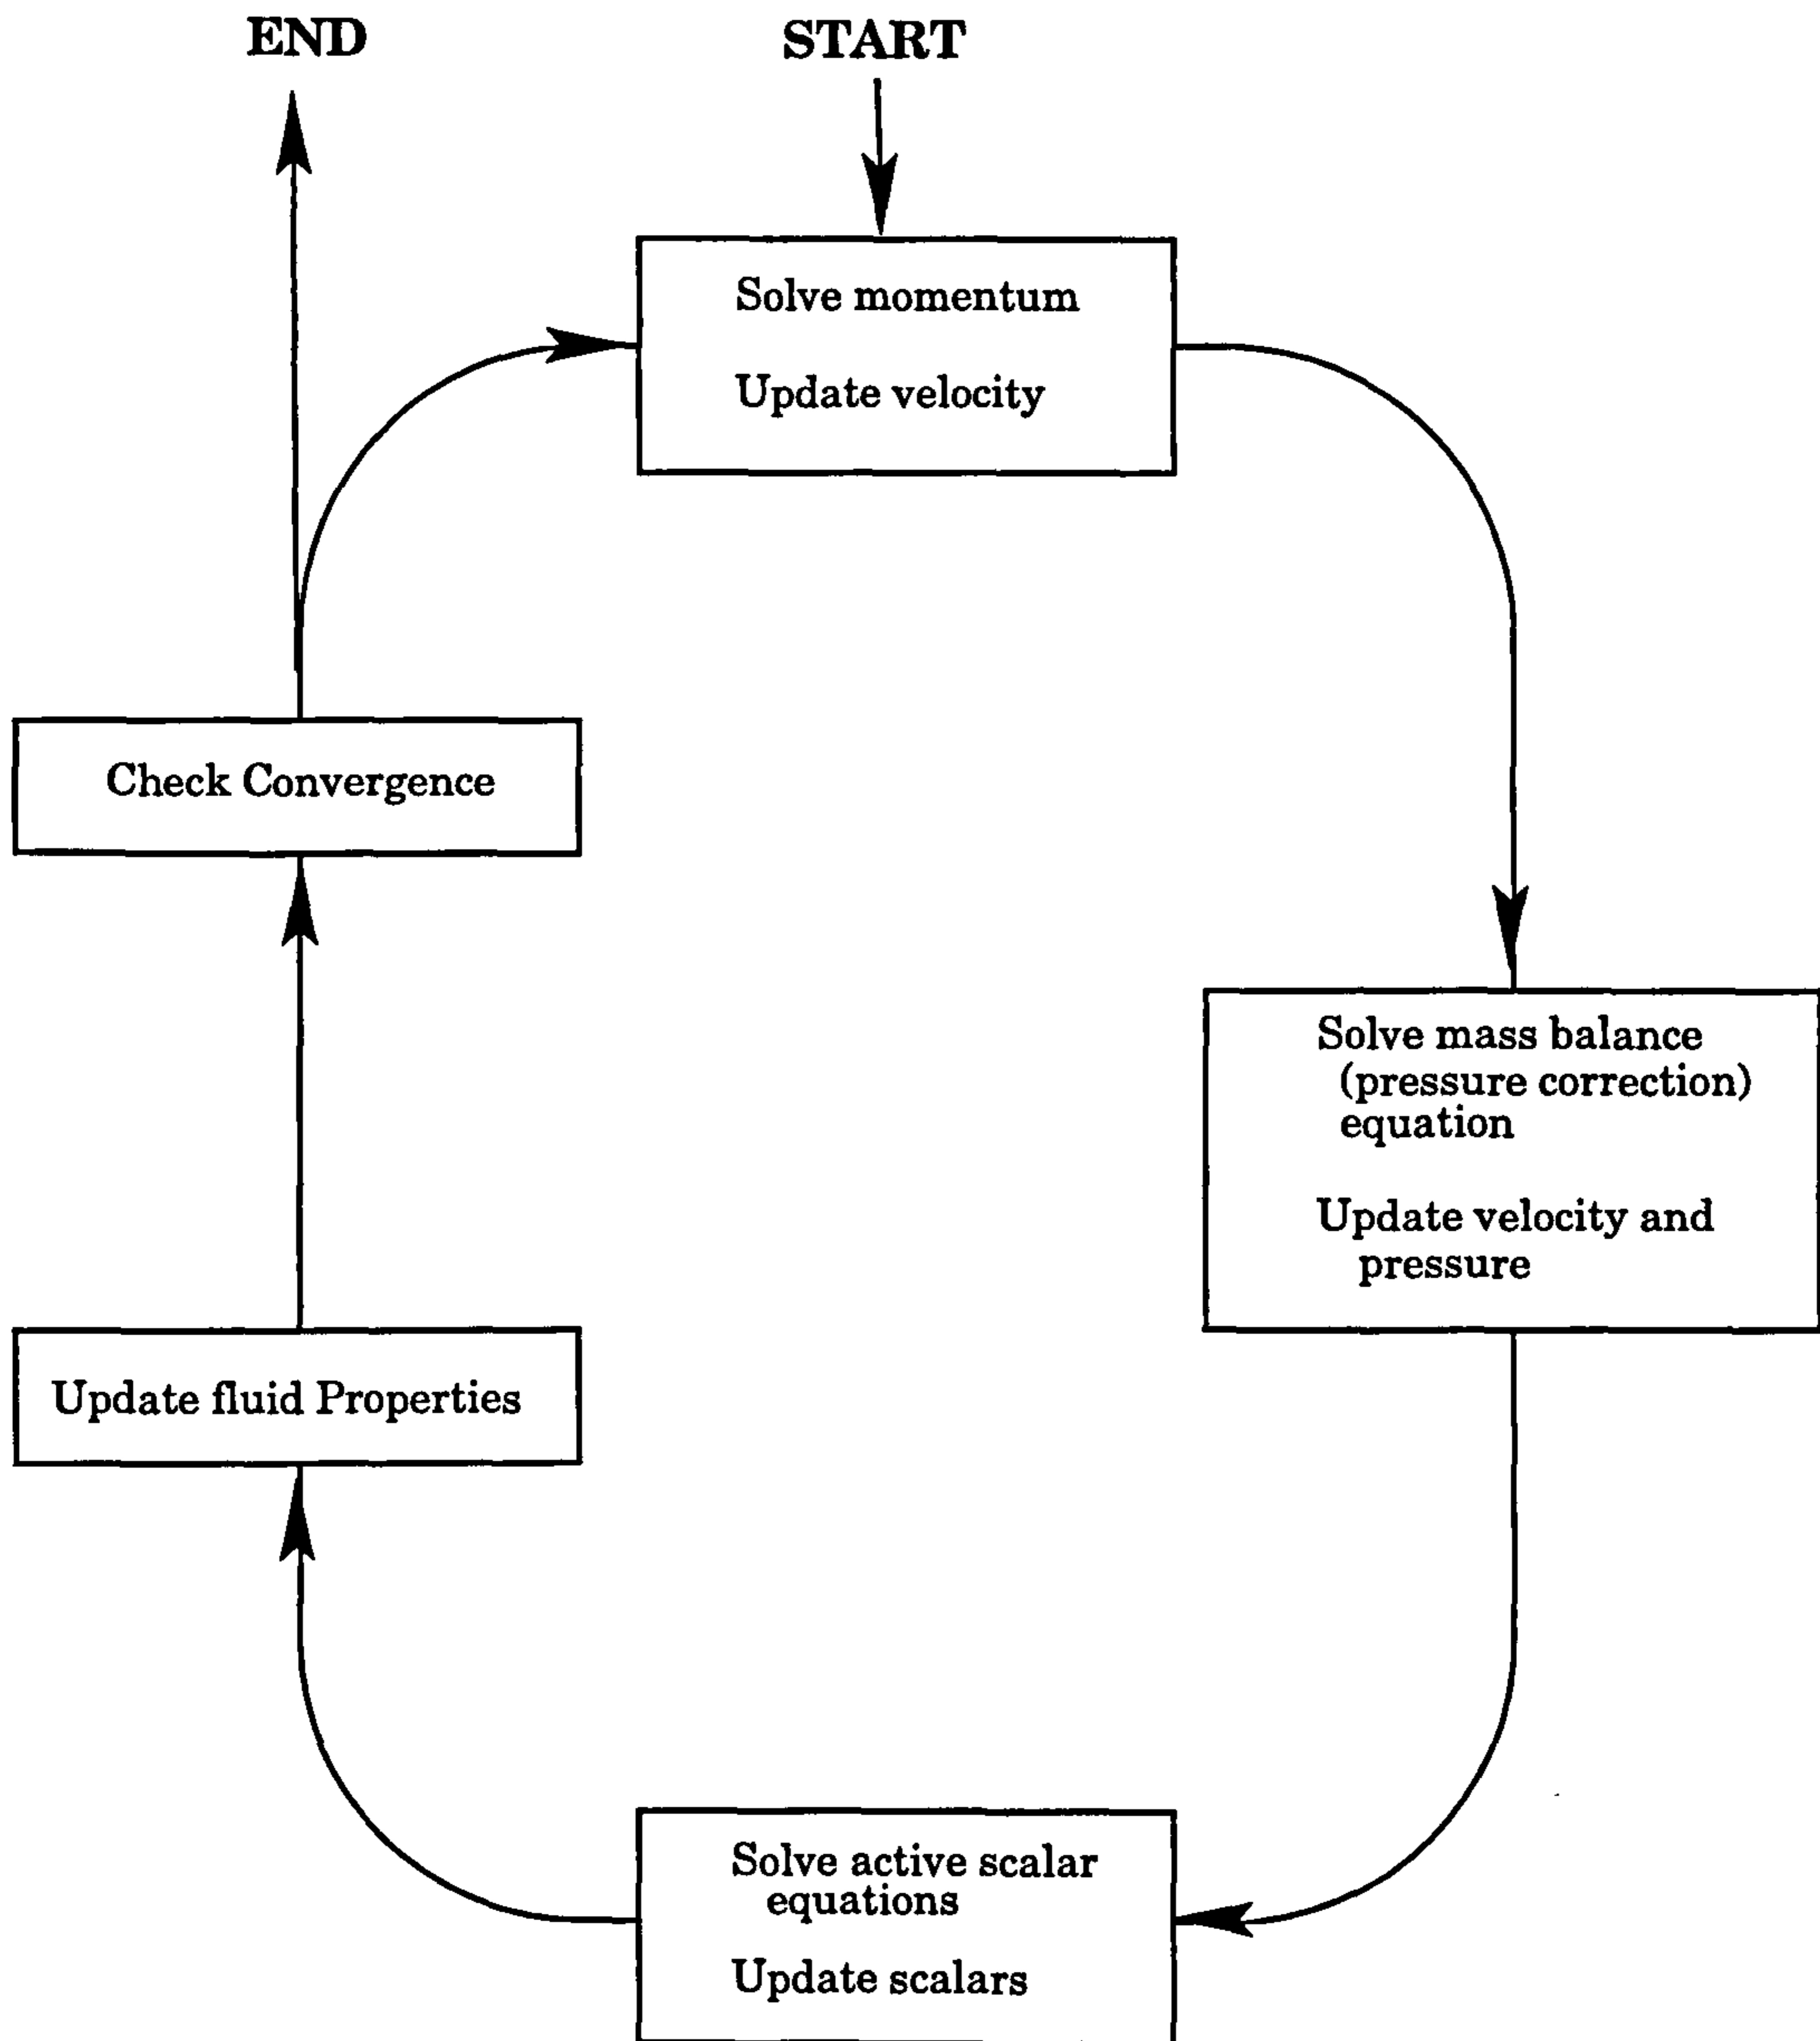 END
START
Solve momentum
Update velocity
Check Convergence
Solve mass balance
(pressure correction)
equation
Update velocity and
pressure
Update fluid Properties
Solve active scalar
equations
Update scalars